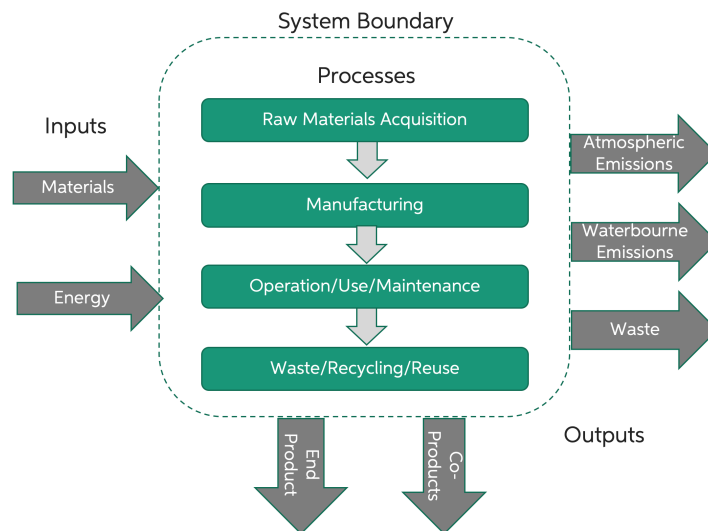 System Boundary
Processes
Inputs
Raw Materials Acquisition
Materials
Manufacturing
Energy
Operation/Use/Maintenance
Waste/Recycling/Reuse
Atmospheric
Emissions
Waterbourne
Emissions
Waste
Outputs
End
Product
Co-
Products